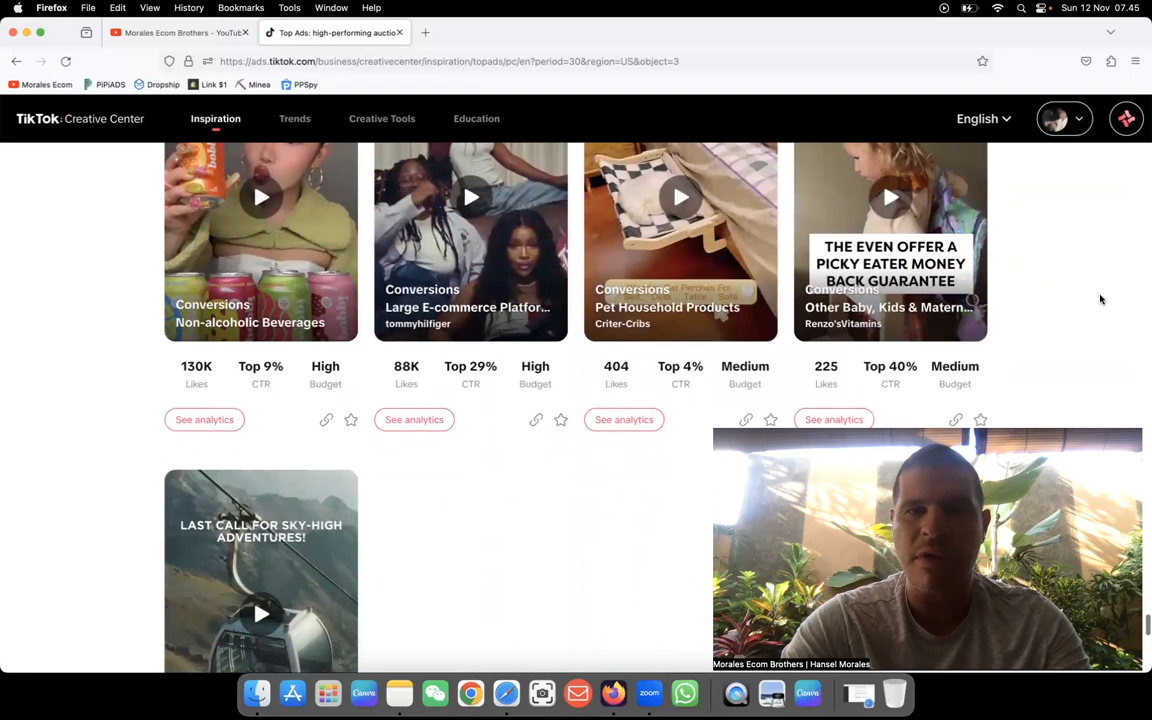 Firefox File Edit View History Bookmarks Tools Window Help Sun 12 Nov 07.45
Morales Ecom Brothers - YouTub
Top Ads: high-performing auctio
https://ads.tiktok.com/business/creativecenter/inspiration/topads/pc/en?period=30&region=US&object=3
Morales Ecom PiPiADS Dropship Link $1 Minea PPSpy
TikTok: Creative Center Inspiration Trends Creative Tools Education English
THE EVEN OFFER A
PICKY EATER MONEY
BACK GUARANTEE
Conversions
Non-alcoholic Beverages
Conversions
Large E-commerce Platfor...
tommyhilfiger
Conversions
Pet Household Products
Criter-Cribs
Conversions
Other Baby, Kids & Matern...
Renzo'sVitamins
130K Top 9% High
Likes CTR Budget
88K Top 29% High
Likes CTR Budget
404 Top 4% Medium
Likes CTR Budget
225 Top 40% Medium
Likes CTR Budget
See analytics
See analytics
See analytics
See analytics
LAST CALL FOR SKY-HIGH
ADVENTURES!
Morales Ecom Brothers | Hansel Morales
Canva
zoom
Canva